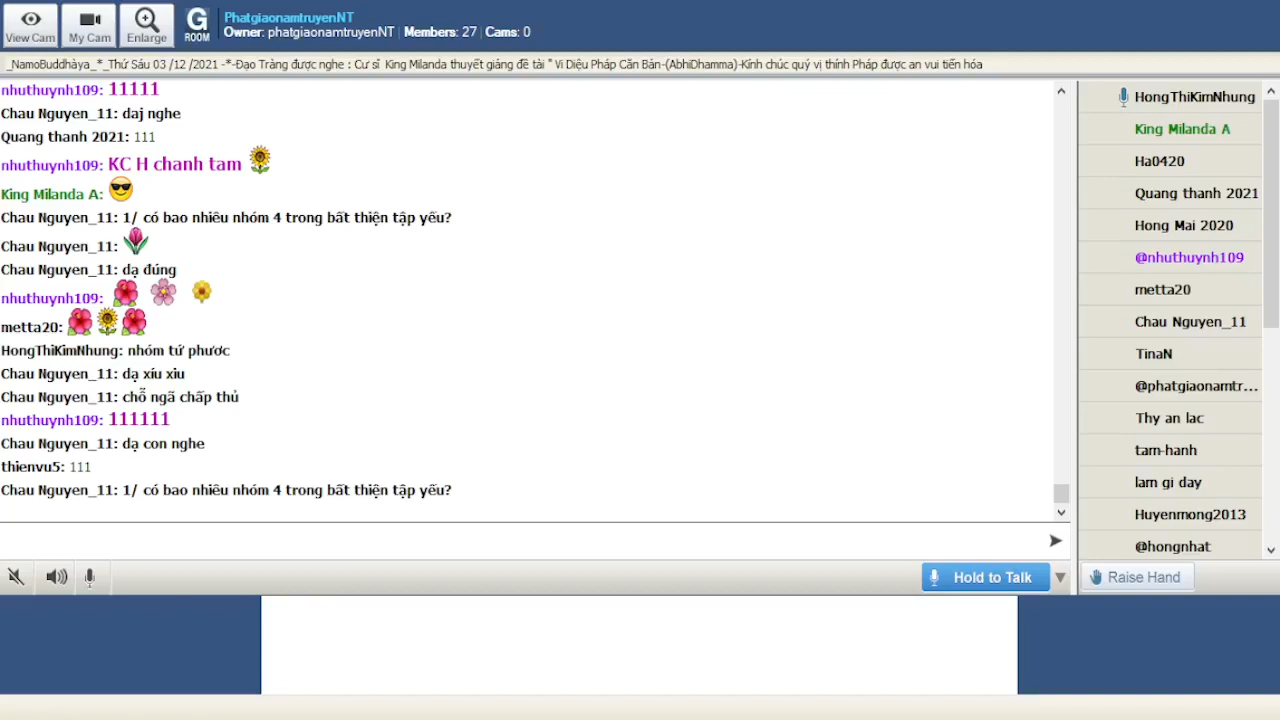 View Cam
My Cam
Enlarge
G
ROOM
PhatgiaonamtruyenNT
Owner: phatgiaonamtruyenNT | Members: 27 | Cams: 0
_NamoBuddhàya_*_Thứ Sáu 03 /12 /2021 -*-Đạo Tràng được nghe : Cư sĩ King Milanda thuyết giảng đề tài " Vi Diệu Pháp Căn Bản-(AbhiDhamma)-Kính chúc quý vị thính Pháp được an vui tiến hóa
nhuthuynh109: 11111
Chau Nguyen_11: daj nghe
Quang thanh 2021: 111
nhuthuynh109: KC H chanh tam
King Milanda A:
Chau Nguyen_11: 1/ có bao nhiêu nhóm 4 trong bất thiện tập yếu?
Chau Nguyen_11:
Chau Nguyen_11: dạ đúng
nhuthuynh109:
metta20:
HongThiKimNhung: nhóm tứ phươc
Chau Nguyen_11: dạ xíu xiu
Chau Nguyen_11: chỗ ngã chấp thủ
nhuthuynh109: 111111
Chau Nguyen_11: dạ con nghe
thienvu5: 111
Chau Nguyen_11: 1/ có bao nhiêu nhóm 4 trong bất thiện tập yếu?
HongThiKimNhung
King Milanda A
Ha0420
Quang thanh 2021
Hong Mai 2020
@nhuthuynh109
metta20
Chau Nguyen_11
TinaN
@phatgiaonamtr...
Thy an lac
tam-hanh
lam gi day
Huyenmong2013
@hongnhat
Hold to Talk
Raise Hand